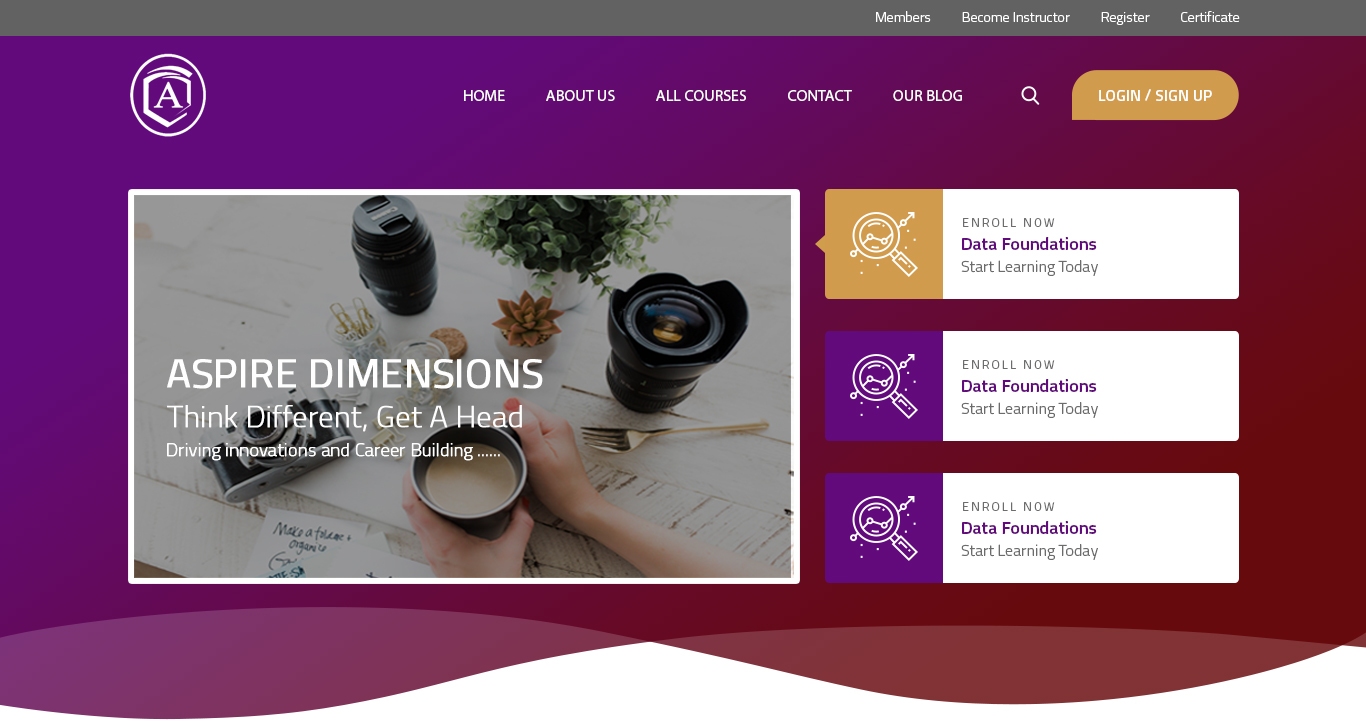 Members Become Instructor Register Certificate
A HOME ABOUT US ALL COURSES CONTACT OUR BLOG LOGIN / SIGN UP
ASPIRE DIMENSIONS
Think Different, Get A Head
Driving innovations and Career Building ......
Make a folder +
organize
ENROLL NOW
Data Foundations
Start Learning Today
ENROLL NOW
Data Foundations
Start Learning Today
ENROLL NOW
Data Foundations
Start Learning Today